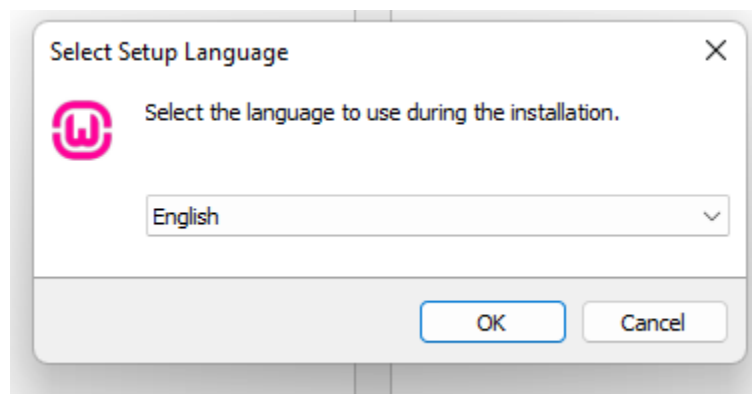 Select Setup Language
Select the language to use during the installation.
English
OK
Cancel